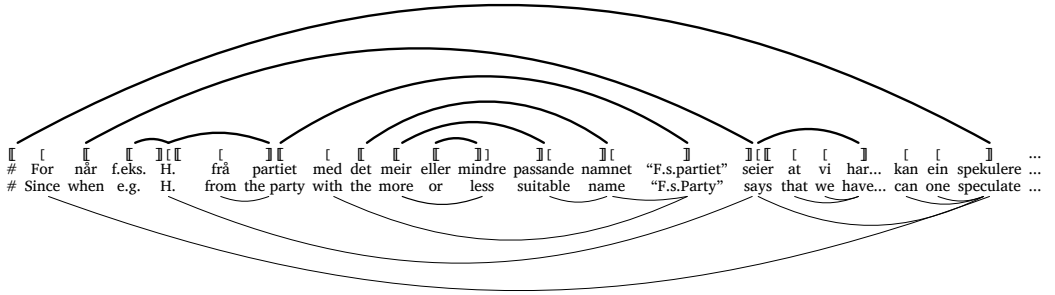 ⟦ [ ⟦ ⟦ ⟧[⟦ [ ⟧⟦ [ ⟦ ⟦ ⟦ ⟧] ⟧[ ⟧[ ⟧ ⟧[⟦ [ [ ⟧ [ [ ⟧ ...
# For når f.eks. H. frå partiet med det meir eller mindre passande namnet “F.s.partiet” seier at vi har... kan ein spekulere ...
# Since when e.g. H. from the party with the more or less suitable name “F.s.Party” says that we have... can one speculate ...